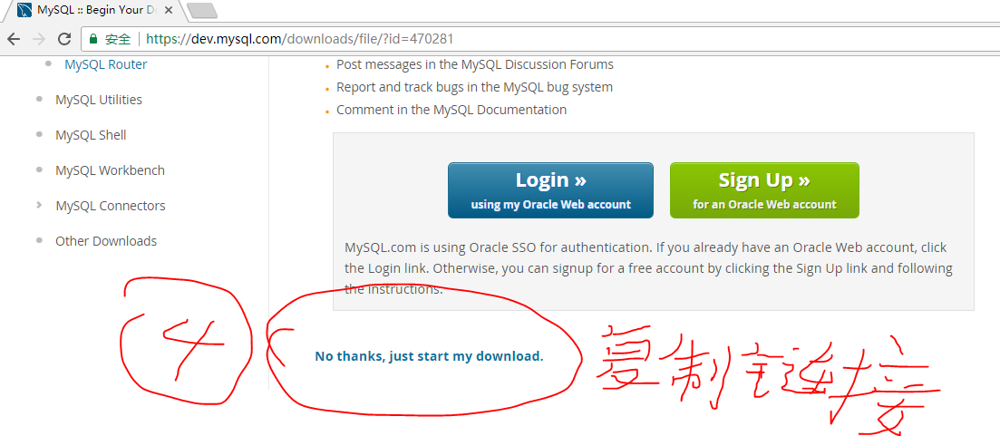 MySQL :: Begin Your D
安全 https://dev.mysql.com/downloads/file/?id=470281
MySQL Router
MySQL Utilities
MySQL Shell
MySQL Workbench
MySQL Connectors
Other Downloads
Post messages in the MySQL Discussion Forums
Report and track bugs in the MySQL bug system
Comment in the MySQL Documentation
Login »
using my Oracle Web account
Sign Up »
for an Oracle Web account
MySQL.com is using Oracle SSO for authentication. If you already have an Oracle Web account, click
the Login link. Otherwise, you can signup for a free account by clicking the Sign Up link and following
the instructions.
4
No thanks, just start my download.
复制连接